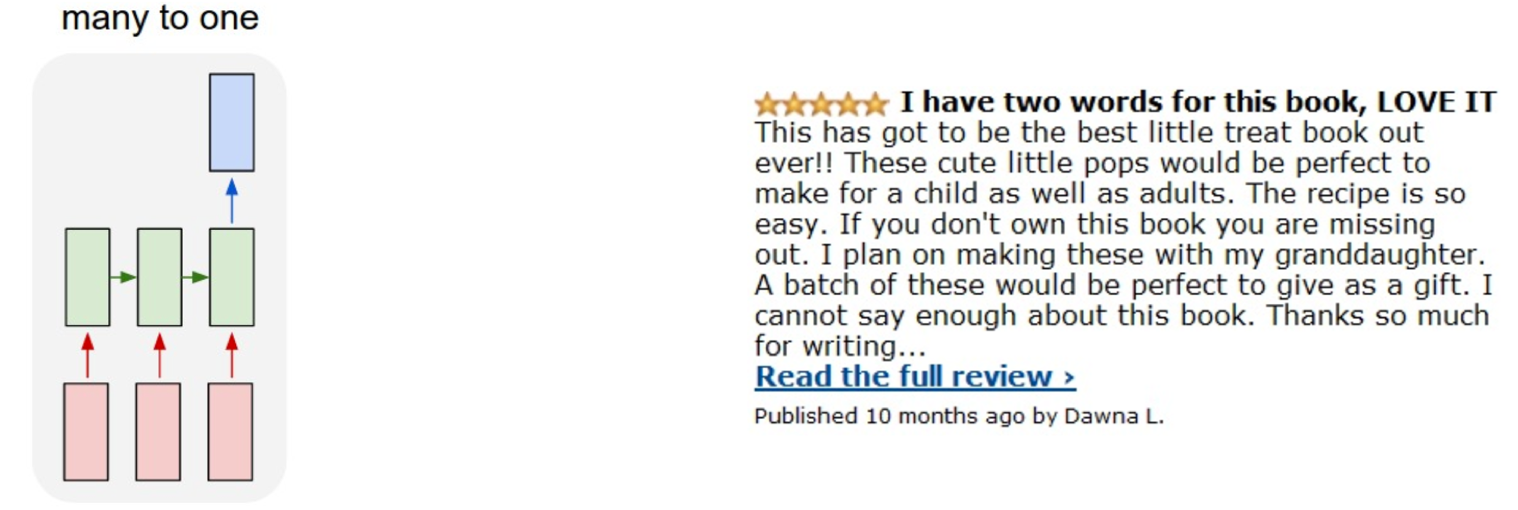 many to one
I have two words for this book, LOVE IT
This has got to be the best little treat book out
ever!! These cute little pops would be perfect to
make for a child as well as adults. The recipe is so
easy. If you don't own this book you are missing
out. I plan on making these with my granddaughter.
A batch of these would be perfect to give as a gift. I
cannot say enough about this book. Thanks so much
for writing...
Read the full review ›
Published 10 months ago by Dawna L.